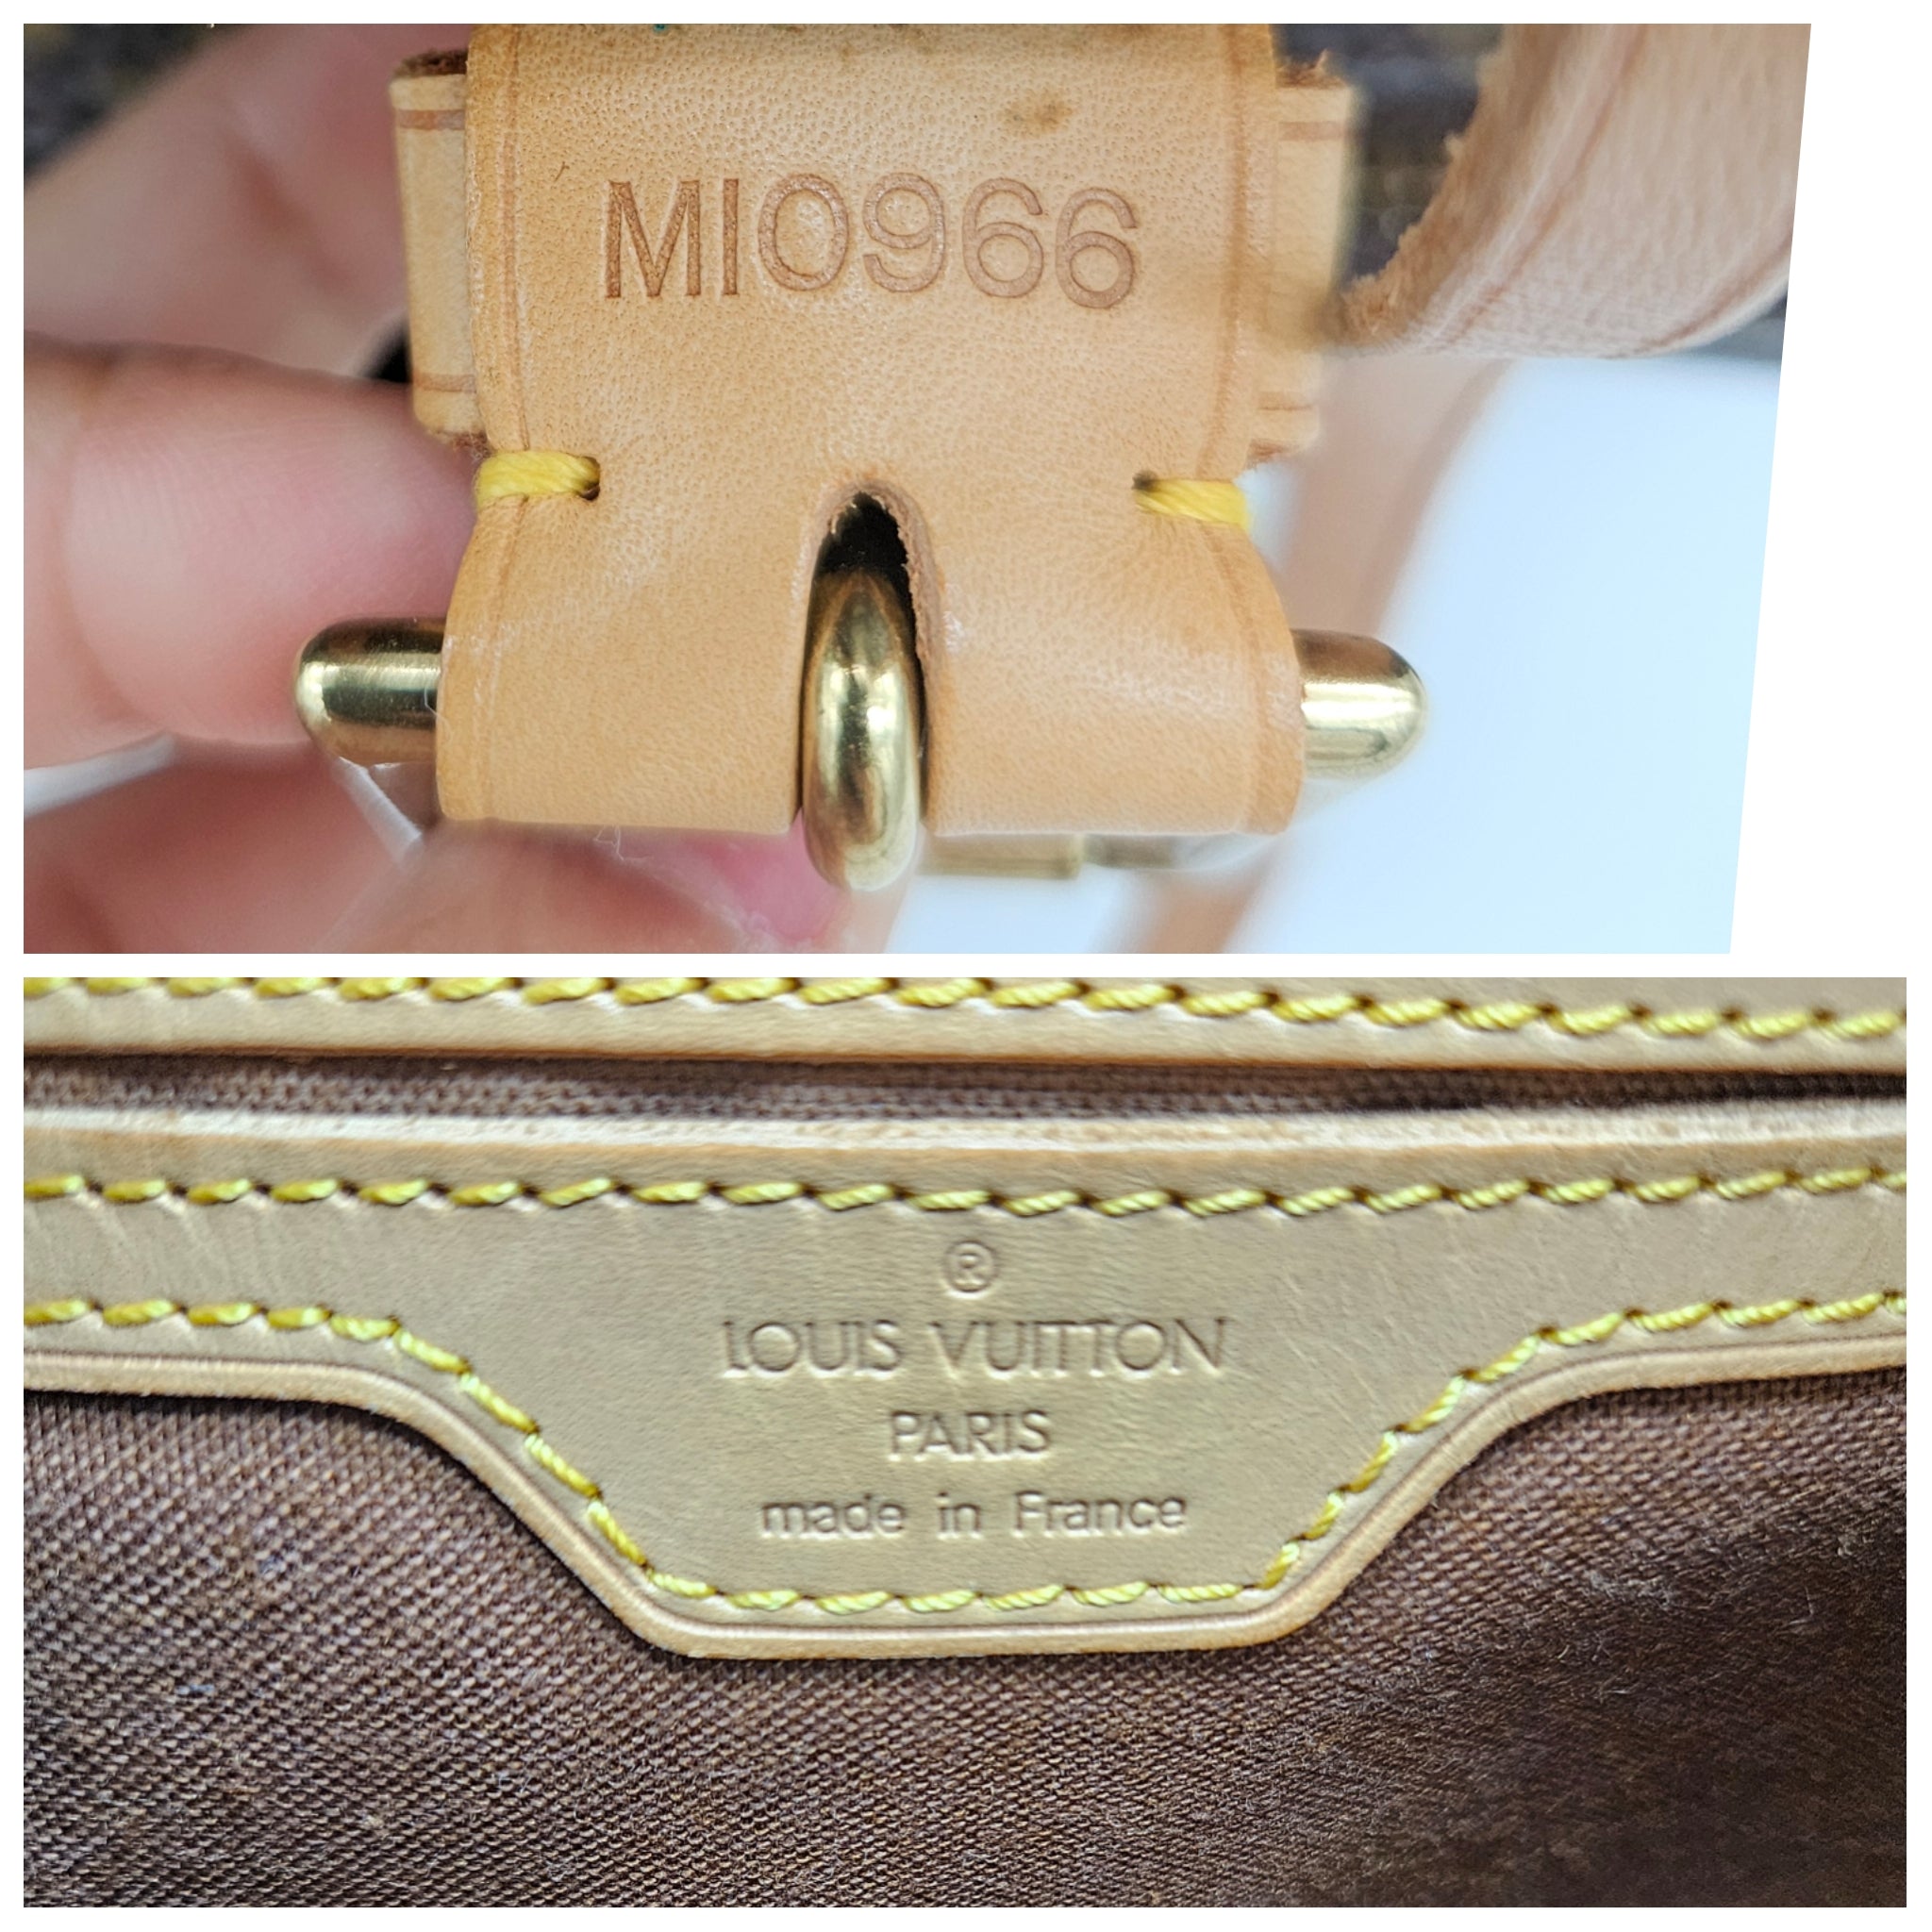 MI0966
®
LOUIS VUITTON
PARIS
made in France